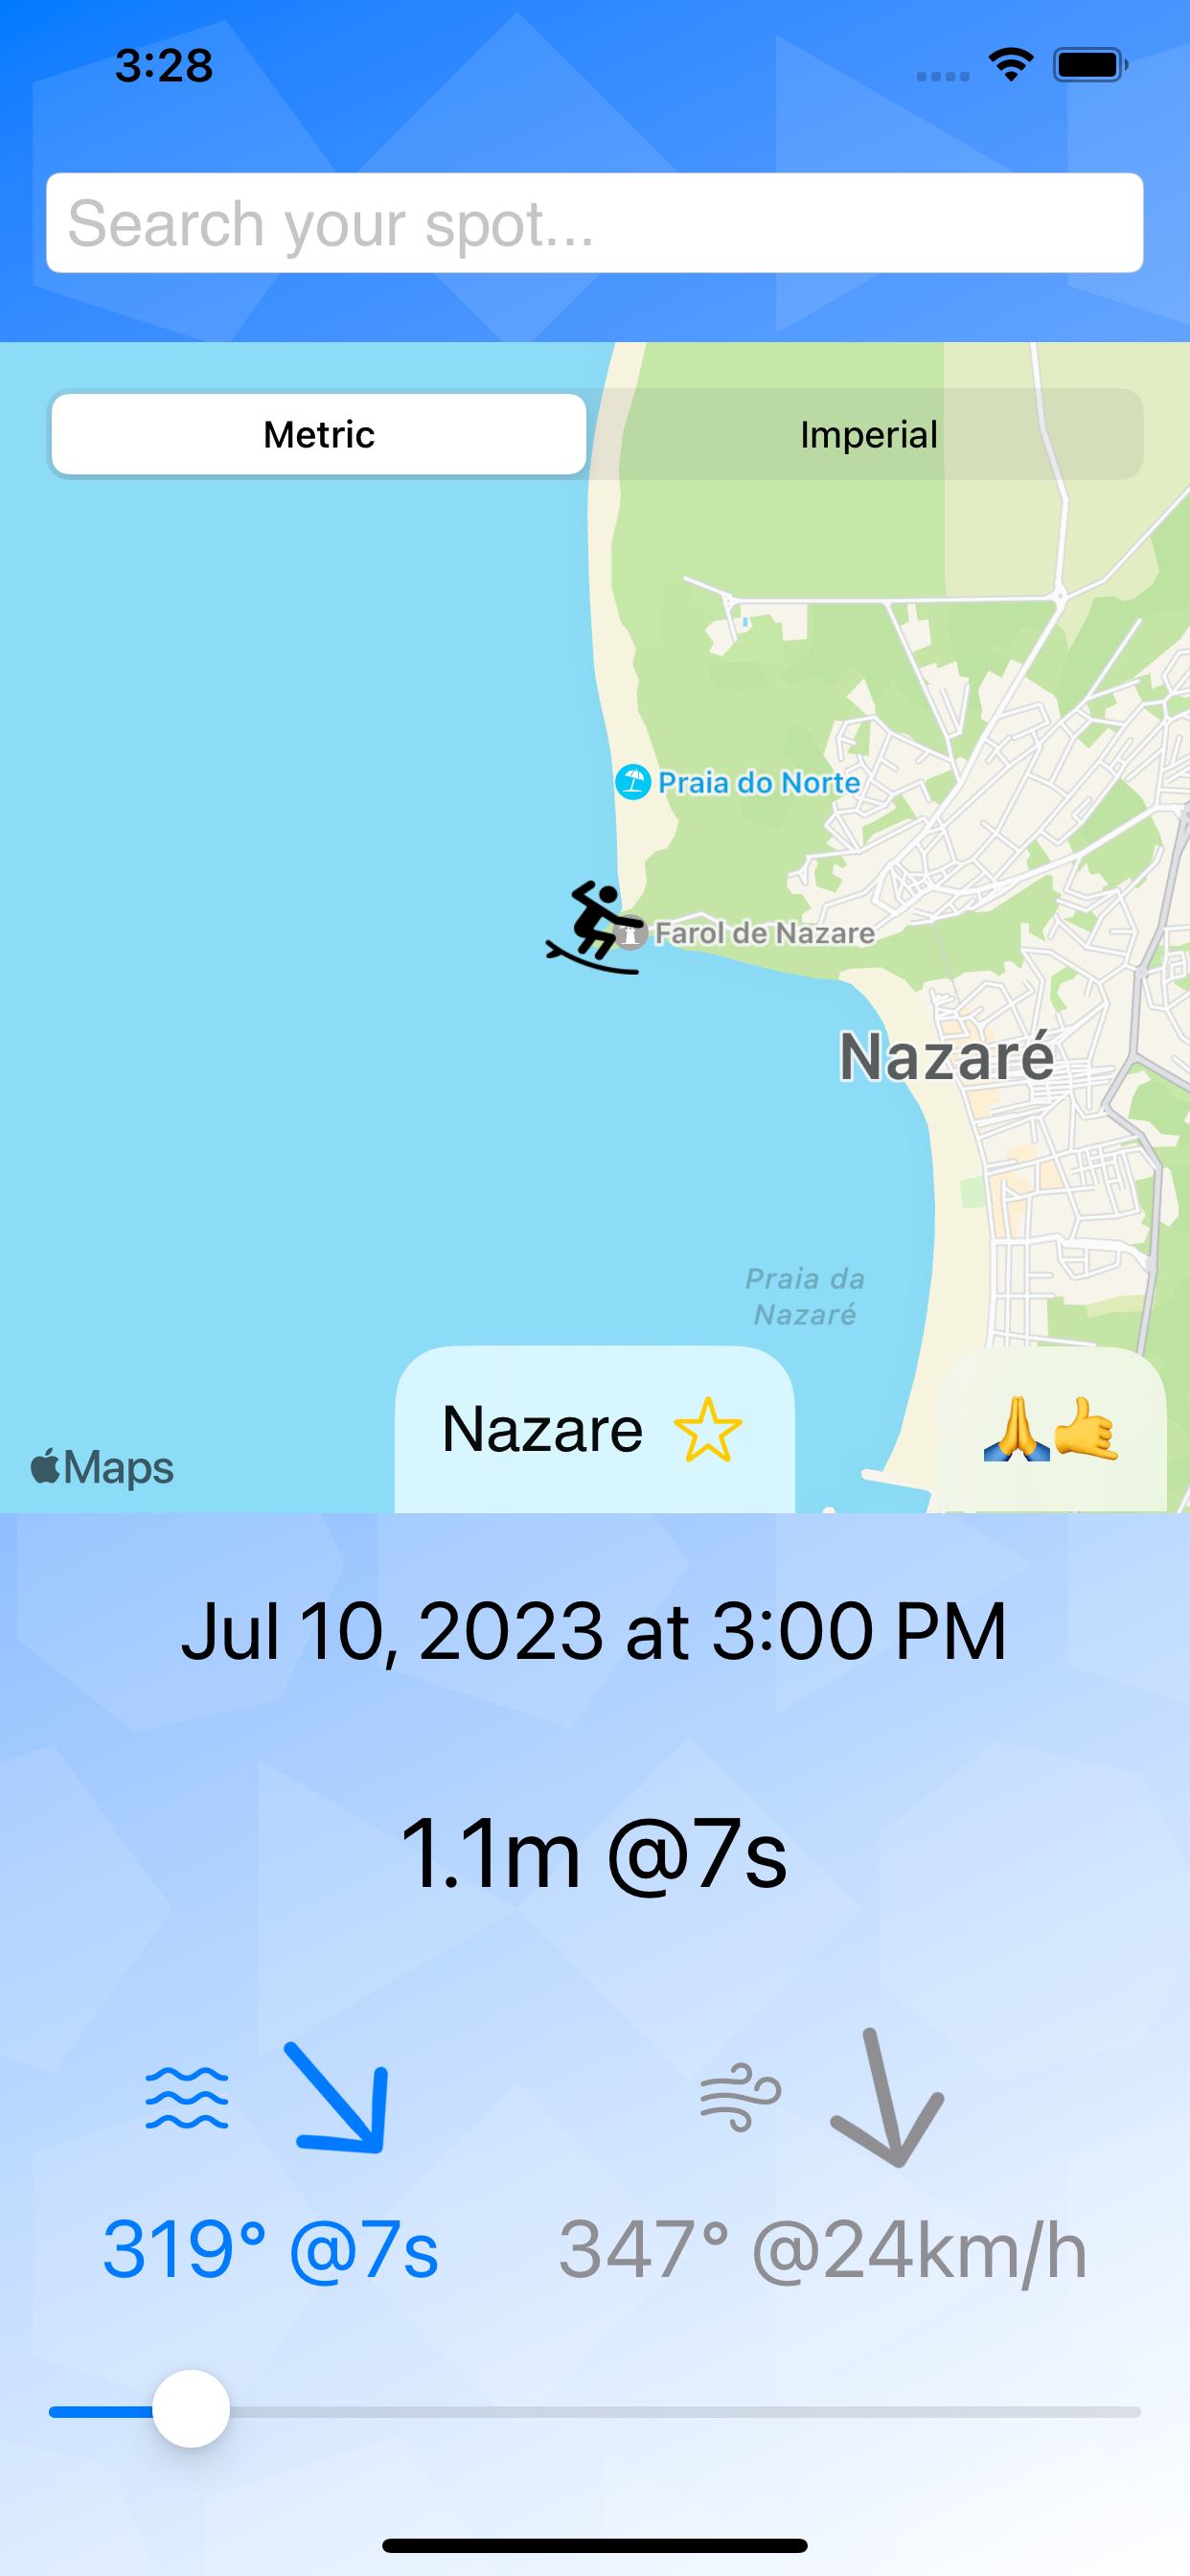 3:28
Search your spot...
Metric
Imperial
Praia do Norte
Farol de Nazare
Nazaré
Praia da
Nazaré
Nazare
Maps
Jul 10, 2023 at 3:00 PM
1.1m @7s
319° @7s
347° @24km/h